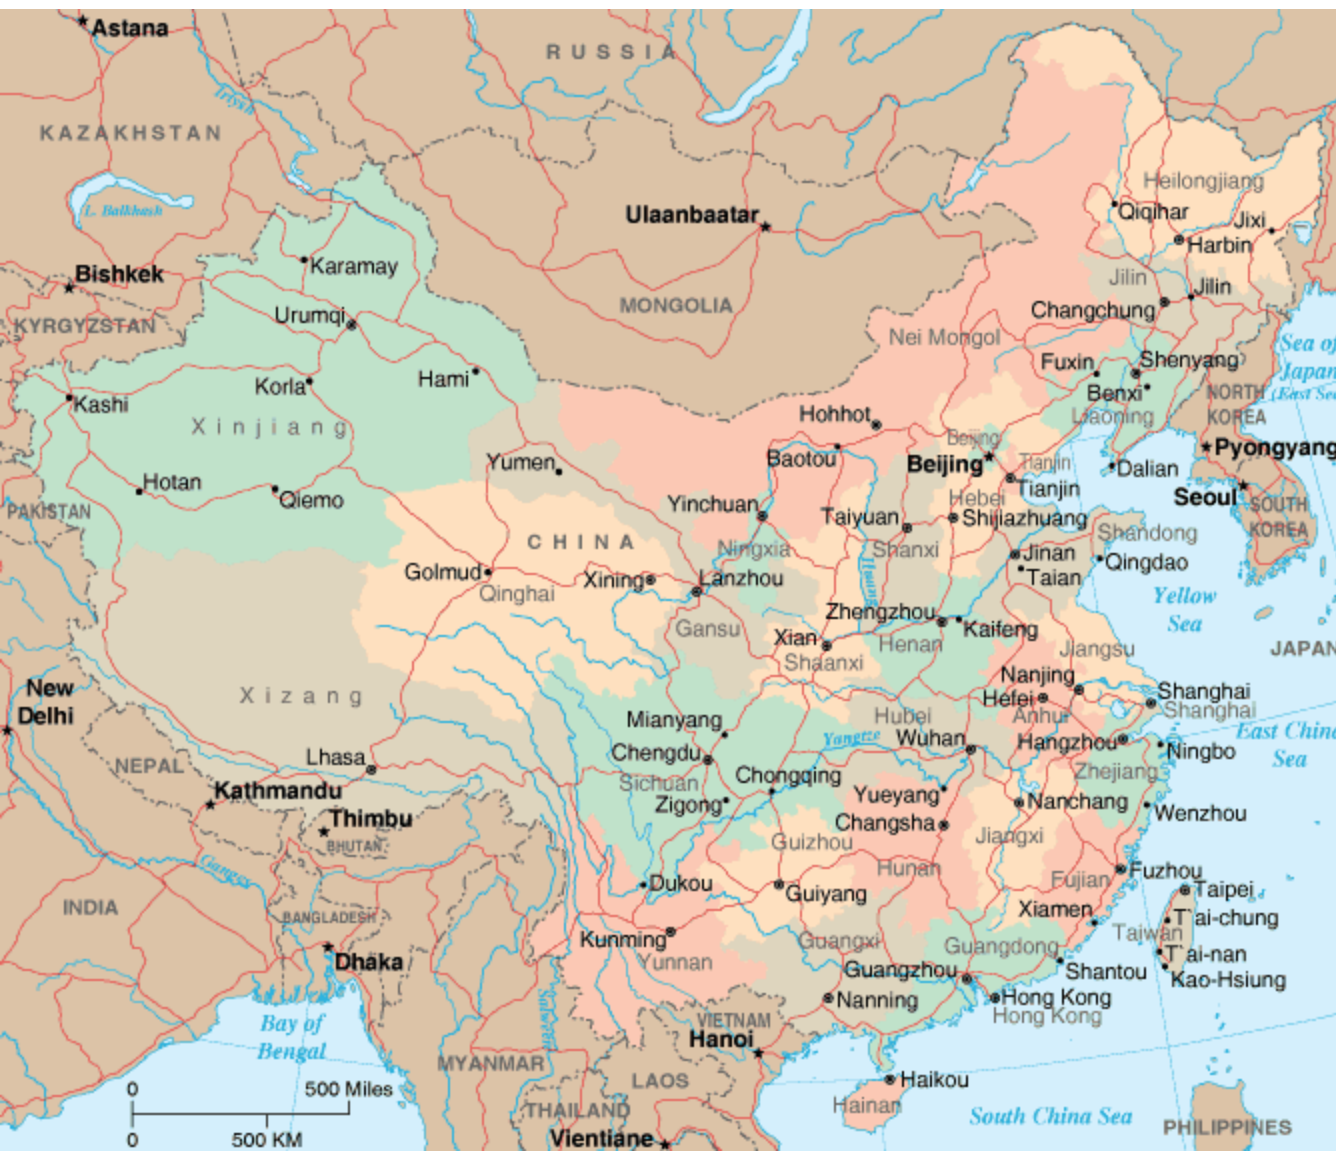 Astana
RUSSIA
Irtysh
KAZAKHSTAN
L. Balkhash
Heilongjiang
Qiqihar
Jixi
Ulaanbaatar
Harbin
Karamay
Bishkek
Jilin
Jilin
MONGOLIA
Changchung
Urumqi
KYRGYZSTAN
Nei Mongol
Sea of
Japan
(East Sea
Fuxin
Shenyang
Hami
Korla
Benxi
NORTH
KOREA
Kashi
Hohhot
Liaoning
Xinjiang
Beijing
Pyongyang
Baotou
Beijing
Tianjin
Dalian
Yumen
Tianjin
Hotan
Qiemo
Hebei
Seoul
SOUTH
KOREA
PAKISTAN
Yinchuan
Taiyuan
Shijiazhuang
Shandong
CHINA
Ningxia
Shanxi
Jinan
Qingdao
Golmud
Xining
Lanzhou
Huang
Taian
Qinghai
Yellow
Sea
Zhengzhou
Kaifeng
Gansu
Xian
Henan
Jiangsu
JAPAN
Shaanxi
Nanjing
New
Delhi
Xizang
Hefei
Shanghai
Shanghai
Mianyang
Hubei
Anhui
East China
Sea
Yangtze
Wuhan
Hangzhou
Ningbo
Lhasa
Chengdu
NEPAL
Sichuan
Chongqing
Zhejiang
Kathmandu
Zigong
Yueyang
Nanchang
Wenzhou
Thimbu
Changsha
BHUTAN
Guizhou
Jiangxi
Ganges
Hunan
Fuzhou
Dukou
Guiyang
Fujian
Taipei
INDIA
BANGLADESH
Xiamen
T'ai-chung
Kunming
Guangxi
Guangdong
Taiwan
Dhaka
Yunnan
T'ai-nan
Guangzhou
Shantou
Kao-Hsiung
Nanning
Hong Kong
Hong Kong
Salween
Bay of
Bengal
VIETNAM
Hanoi
MYANMAR
LAOS
Haikou
0 500 Miles
Hainan
THAILAND
South China Sea
PHILIPPINES
0 500 KM
Vientiane